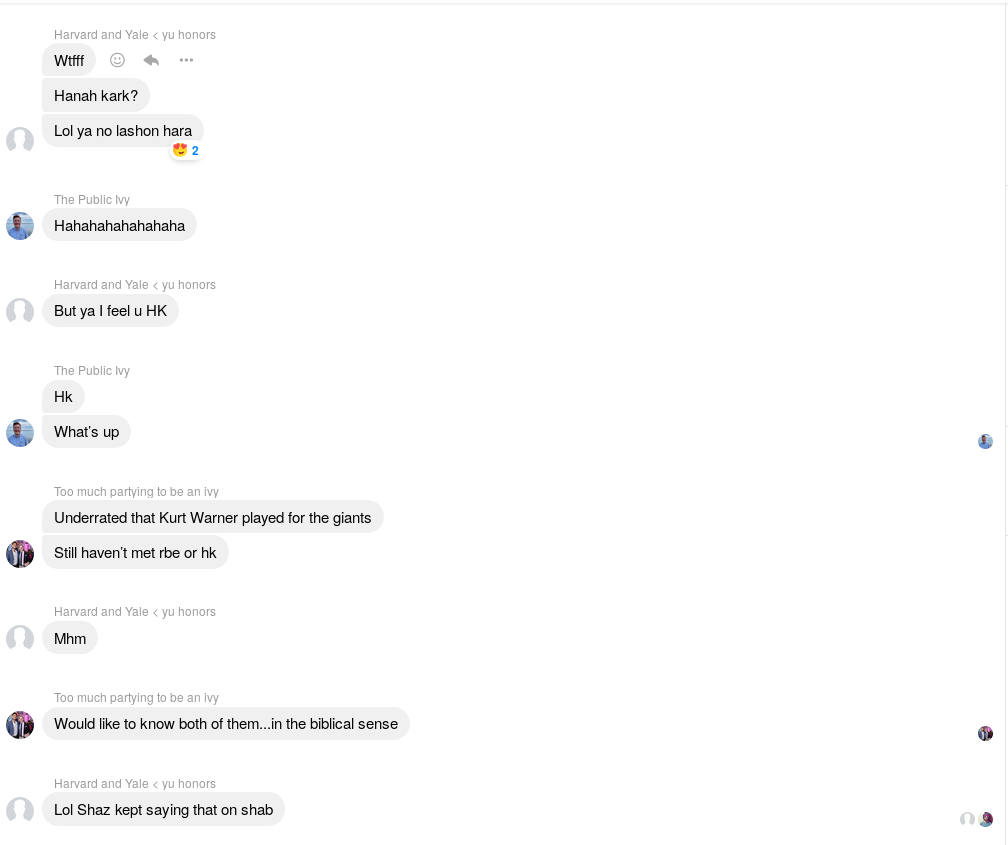 Harvard and Yale < yu honors
Wtfff
Hanah kark?
Lol ya no lashon hara
😍 2
The Public Ivy
Hahahahahahahaha
Harvard and Yale < yu honors
But ya I feel u HK
The Public Ivy
Hk
What's up
Too much partying to be an ivy
Underrated that Kurt Warner played for the giants
Still haven't met rbe or hk
Harvard and Yale < yu honors
Mhm
Too much partying to be an ivy
Would like to know both of them...in the biblical sense
Harvard and Yale < yu honors
Lol Shaz kept saying that on shab